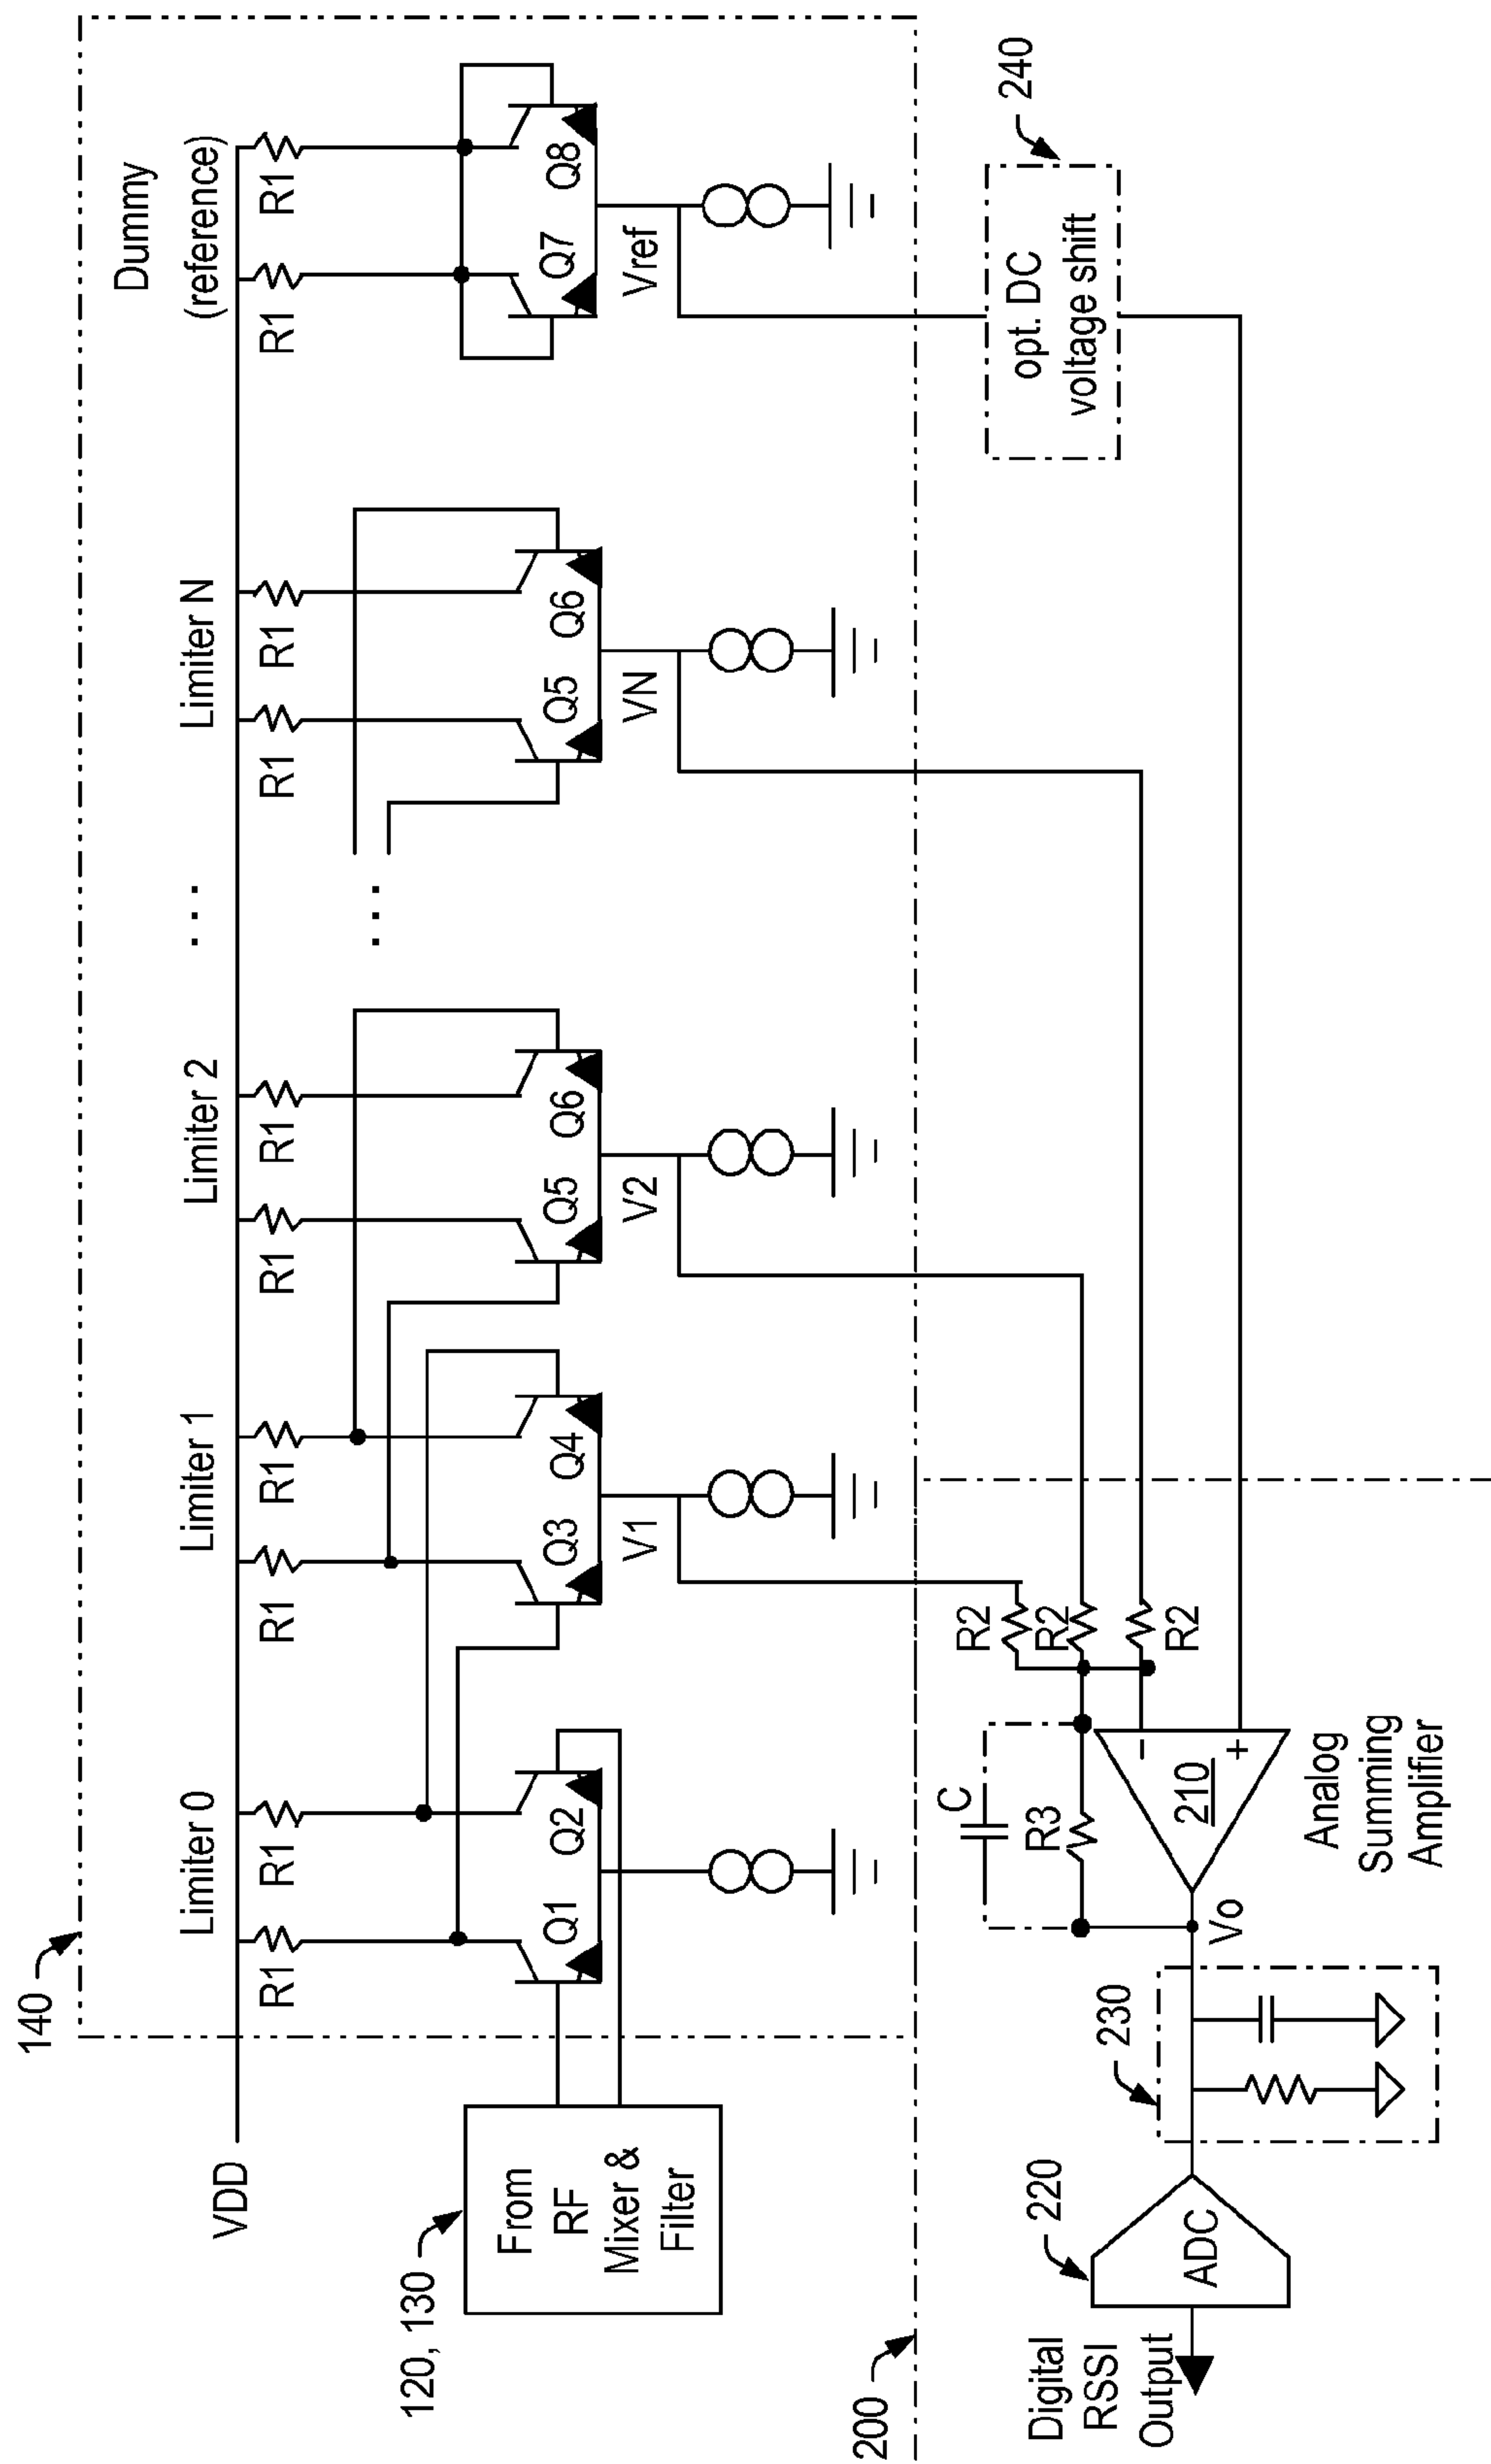 140
VDD
Limiter 0
Limiter 1
Limiter 2
. . .
Limiter N
Dummy
(reference)
R1
R1
R1
R1
R1
R1
R1
R1
R1
R1
. . .
120, 130
From
RF
Mixer &
Filter
Q1
Q2
Q3
Q4
Q5
Q6
Q5
Q6
Q7
Q8
V1
V2
VN
Vref
200
240
opt. DC
voltage shift
R2
R2
R2
C
R3
−
+
210
Vo
Analog
Summing
Amplifier
230
220
ADC
Digital
RSSI
Output